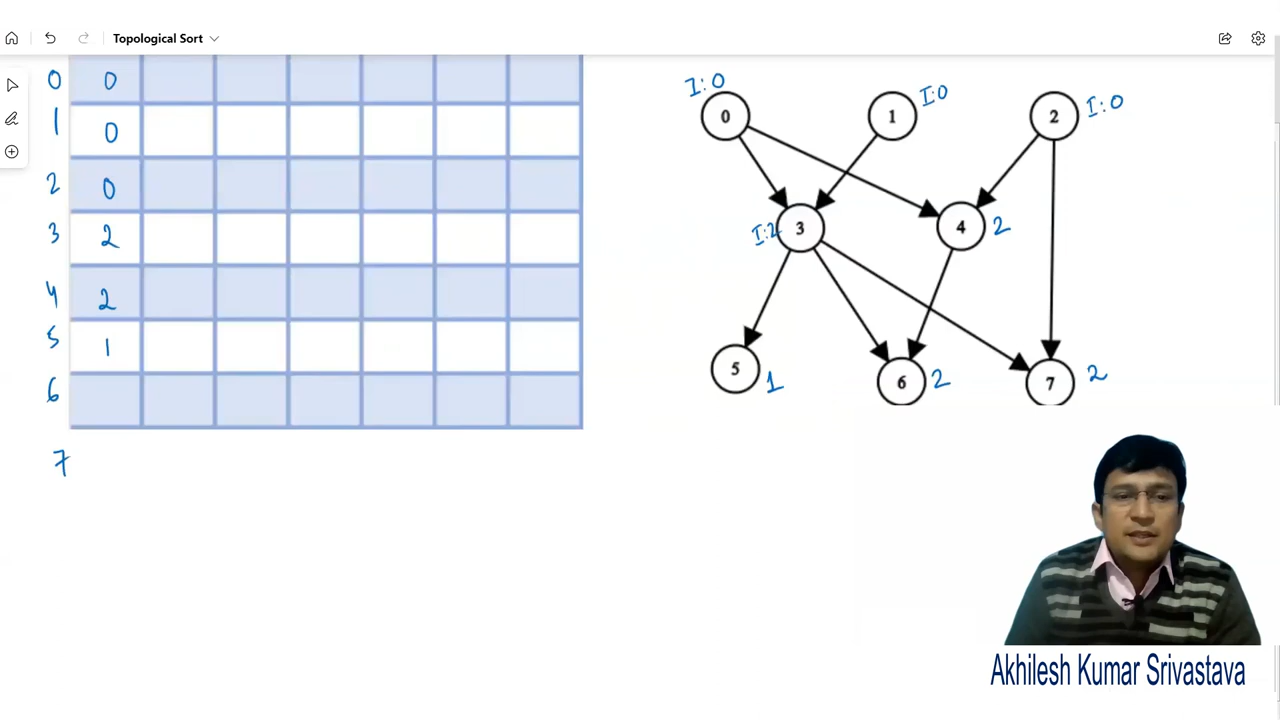 Topological Sort
0 0
1 0
2 0
3 2
4 2
5 1
6
7
I:0 I:0 I:0
0 1 2
I:2 3 4 2
5 1 6 2 7 2
Akhilesh Kumar Srivastava